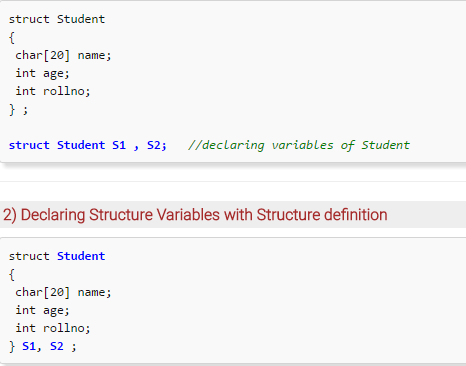 struct Student
{
char[20] name;
int age;
int rollno;
} ;
struct Student S1 , S2;   //declaring variables of Student
2) Declaring Structure Variables with Structure definition
struct Student
{
char[20] name;
int age;
int rollno;
} S1, S2 ;